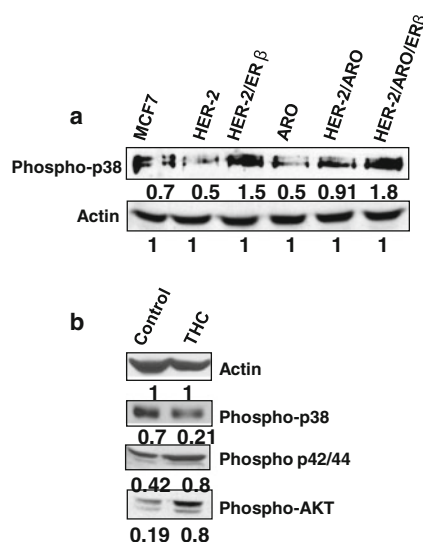 a
MCF7
HER-2
HER-2/ER β
ARO
HER-2/ARO
HER-2/ARO/ERβ
Phospho-p38
0.7 0.5 1.5 0.5 0.91 1.8
Actin
1 1 1 1 1 1
b
Control
THC
Actin
1 1
Phospho-p38
0.7 0.21
Phospho p42/44
0.42 0.8
Phospho-AKT
0.19 0.8